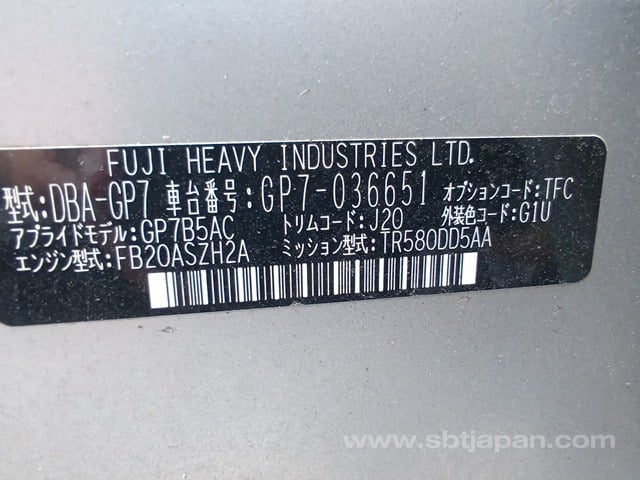 FUJI HEAVY INDUSTRIES LTD.
型式:DBA-GP7 車台番号:GP7-036651 オプションコード:TFC
アプライドモデル:GP7B5AC トリムコード:J20 外装色コード:G1U
エンジン型式:FB20ASZH2A ミッション型式:TR580DD5AA
www.sbtjapan.com